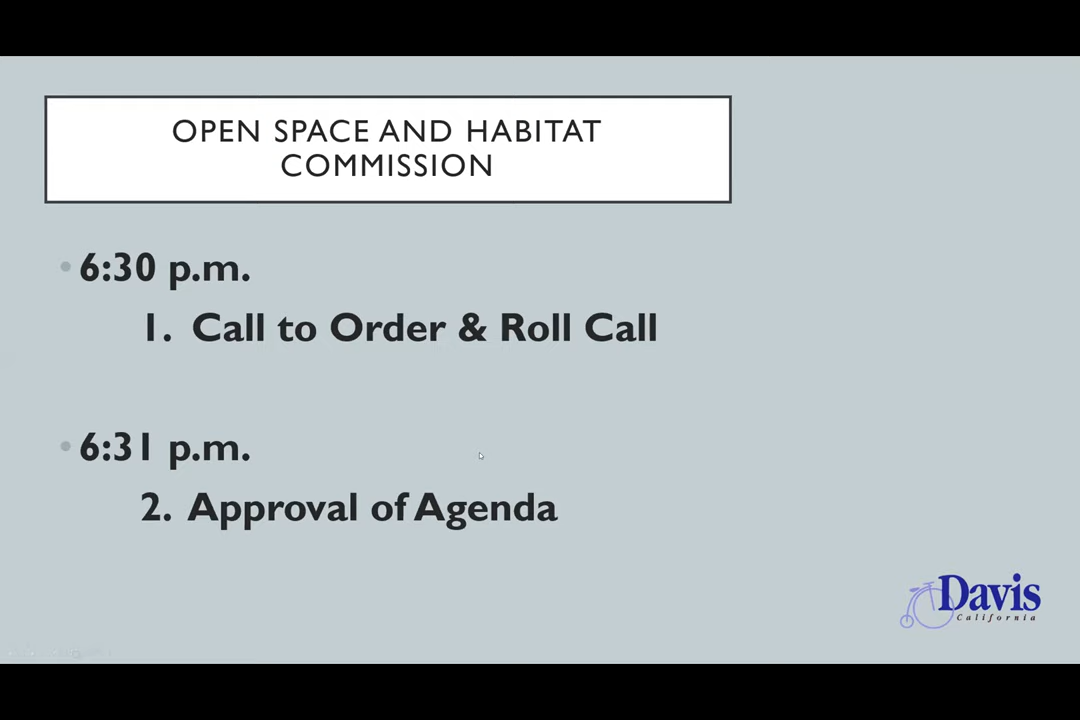 OPEN SPACE AND HABITAT
COMMISSION
• 6:30 p.m.
1. Call to Order & Roll Call
• 6:31 p.m.
2. Approval of Agenda
Davis
California